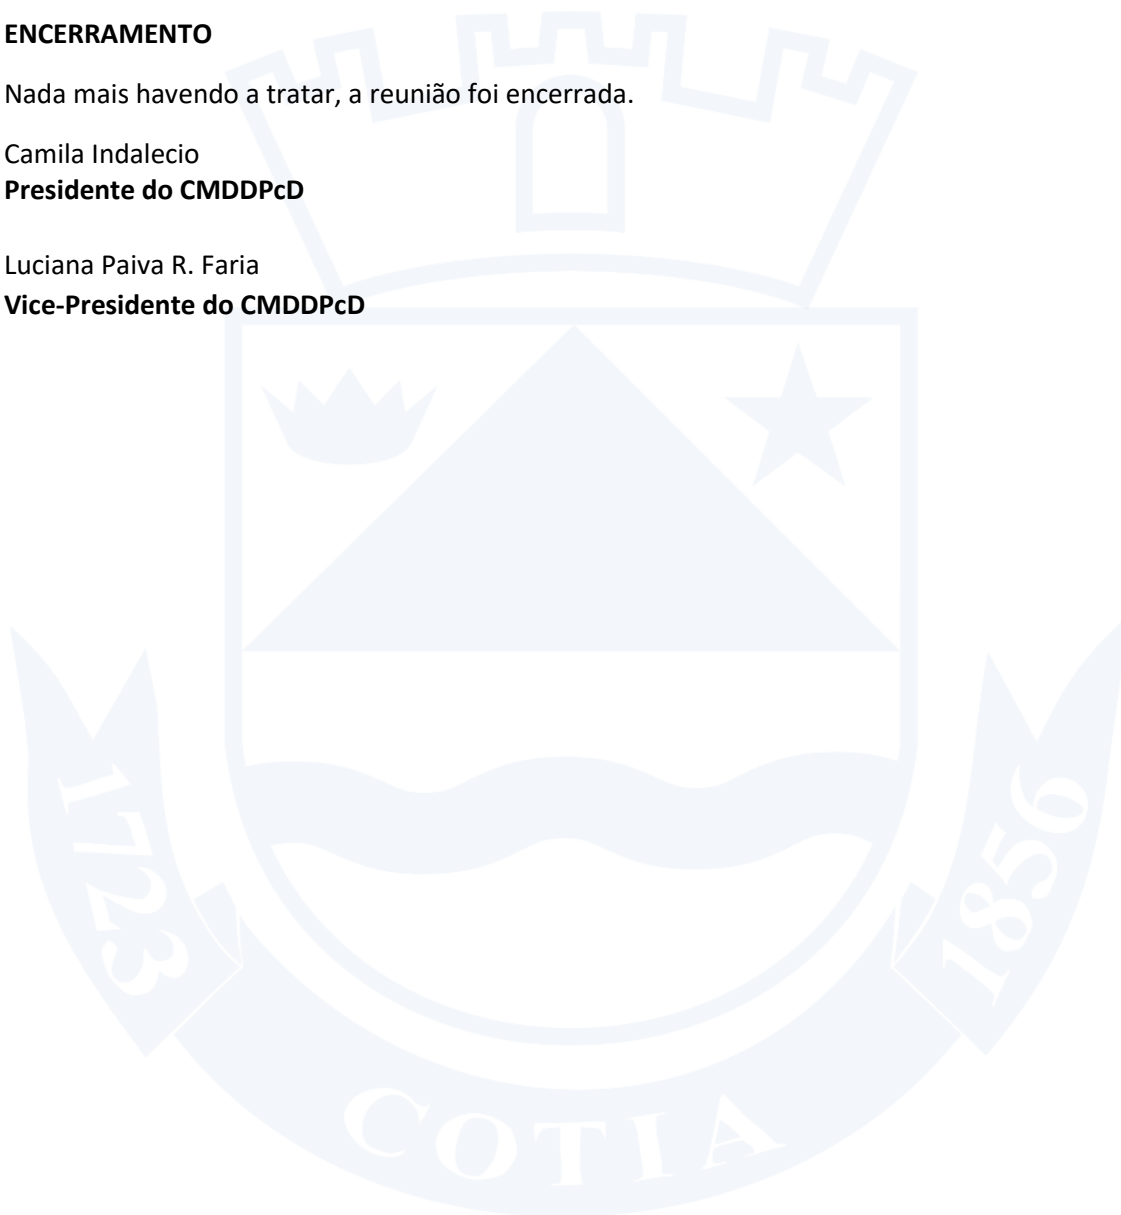 ENCERRAMENTO
Nada mais havendo a tratar, a reunião foi encerrada.
Camila Indalecio
Presidente do CMDDPcD
Luciana Paiva R. Faria
Vice-Presidente do CMDDPcD
1723
1856
COTIA